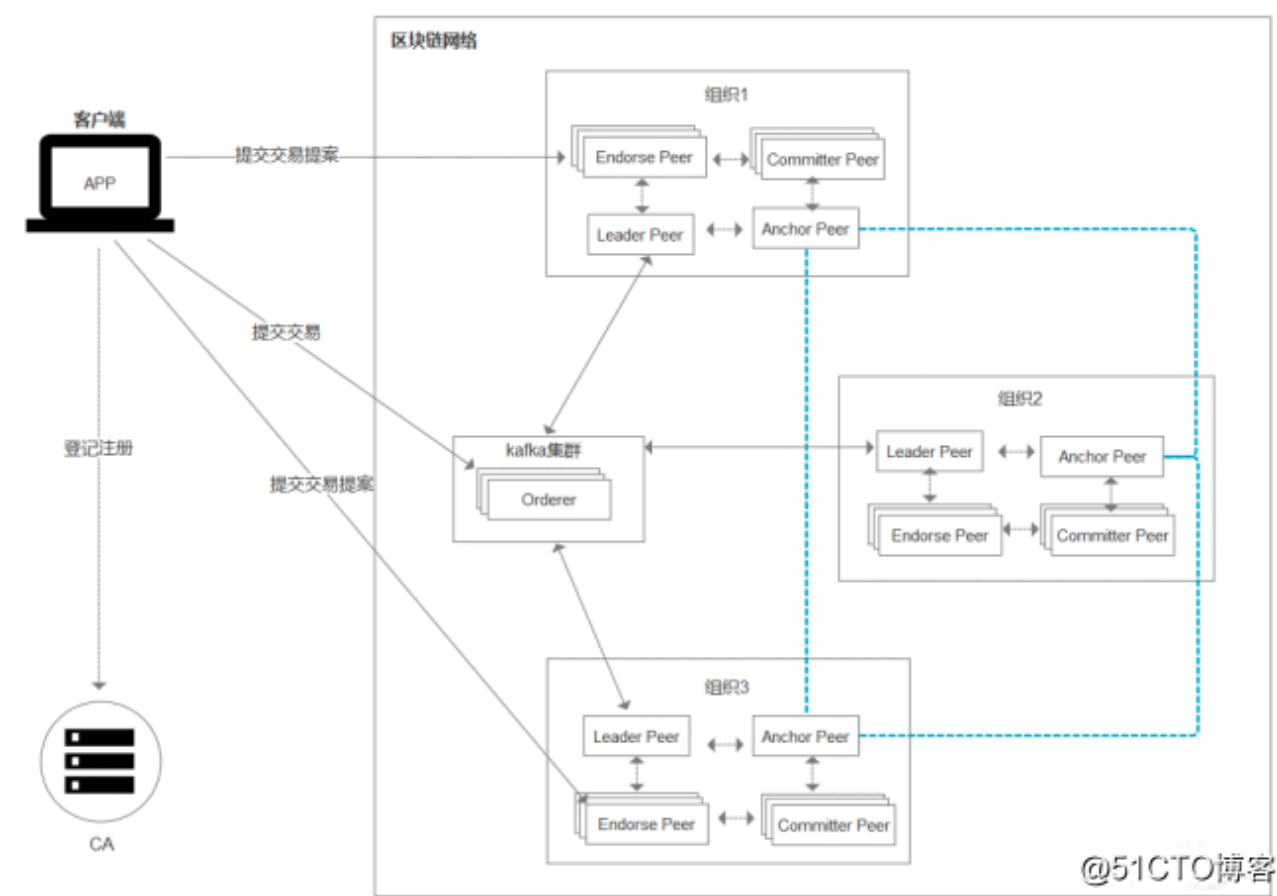 区块链网络
组织1
客户端
APP
提交交易提案
Endorse Peer
Committer Peer
Leader Peer
Anchor Peer
提交交易
组织2
登记注册
kafka集群
Orderer
Leader Peer
Anchor Peer
提交交易提案
Endorse Peer
Committer Peer
组织3
Leader Peer
Anchor Peer
Endorse Peer
Committer Peer
CA
@51CTO博客